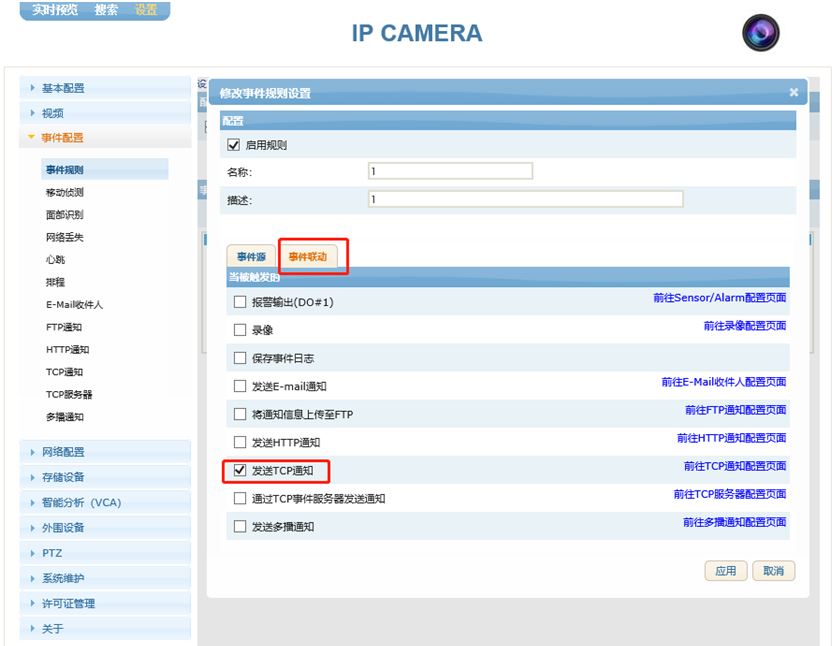 实时预览 搜索 设置
IP CAMERA
基本配置
视频
事件配置
事件规则
移动侦测
面部识别
网络丢失
心跳
排程
E-Mail收件人
FTP通知
HTTP通知
TCP通知
TCP服务器
多播通知
网络配置
存储设备
智能分析（VCA）
外围设备
PTZ
系统维护
许可证管理
关于
修改事件规则设置
配置
启用规则
名称: 1
描述: 1
事件源 事件联动
当被触发时
报警输出(DO#1) 前往Sensor/Alarm配置页面
录像 前往录像配置页面
保存事件日志
发送E-mail通知 前往E-Mail收件人配置页面
将通知信息上传至FTP 前往FTP通知配置页面
发送HTTP通知 前往HTTP通知配置页面
发送TCP通知 前往TCP通知配置页面
通过TCP事件服务器发送通知 前往TCP服务器配置页面
发送多播通知 前往多播通知配置页面
应用 取消